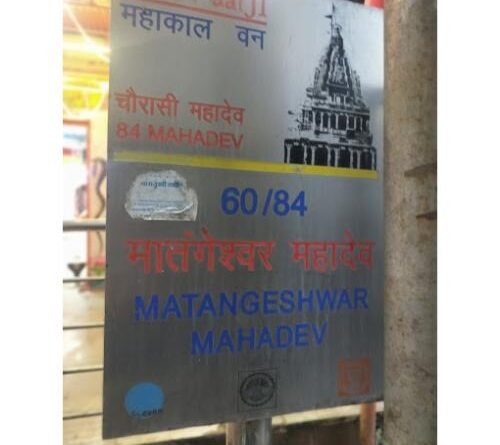 महाकाल वन
चौरासी महादेव
84 MAHADEV
60/84
मातंगेश्वर महादेव
MATANGESHWAR
MAHADEV